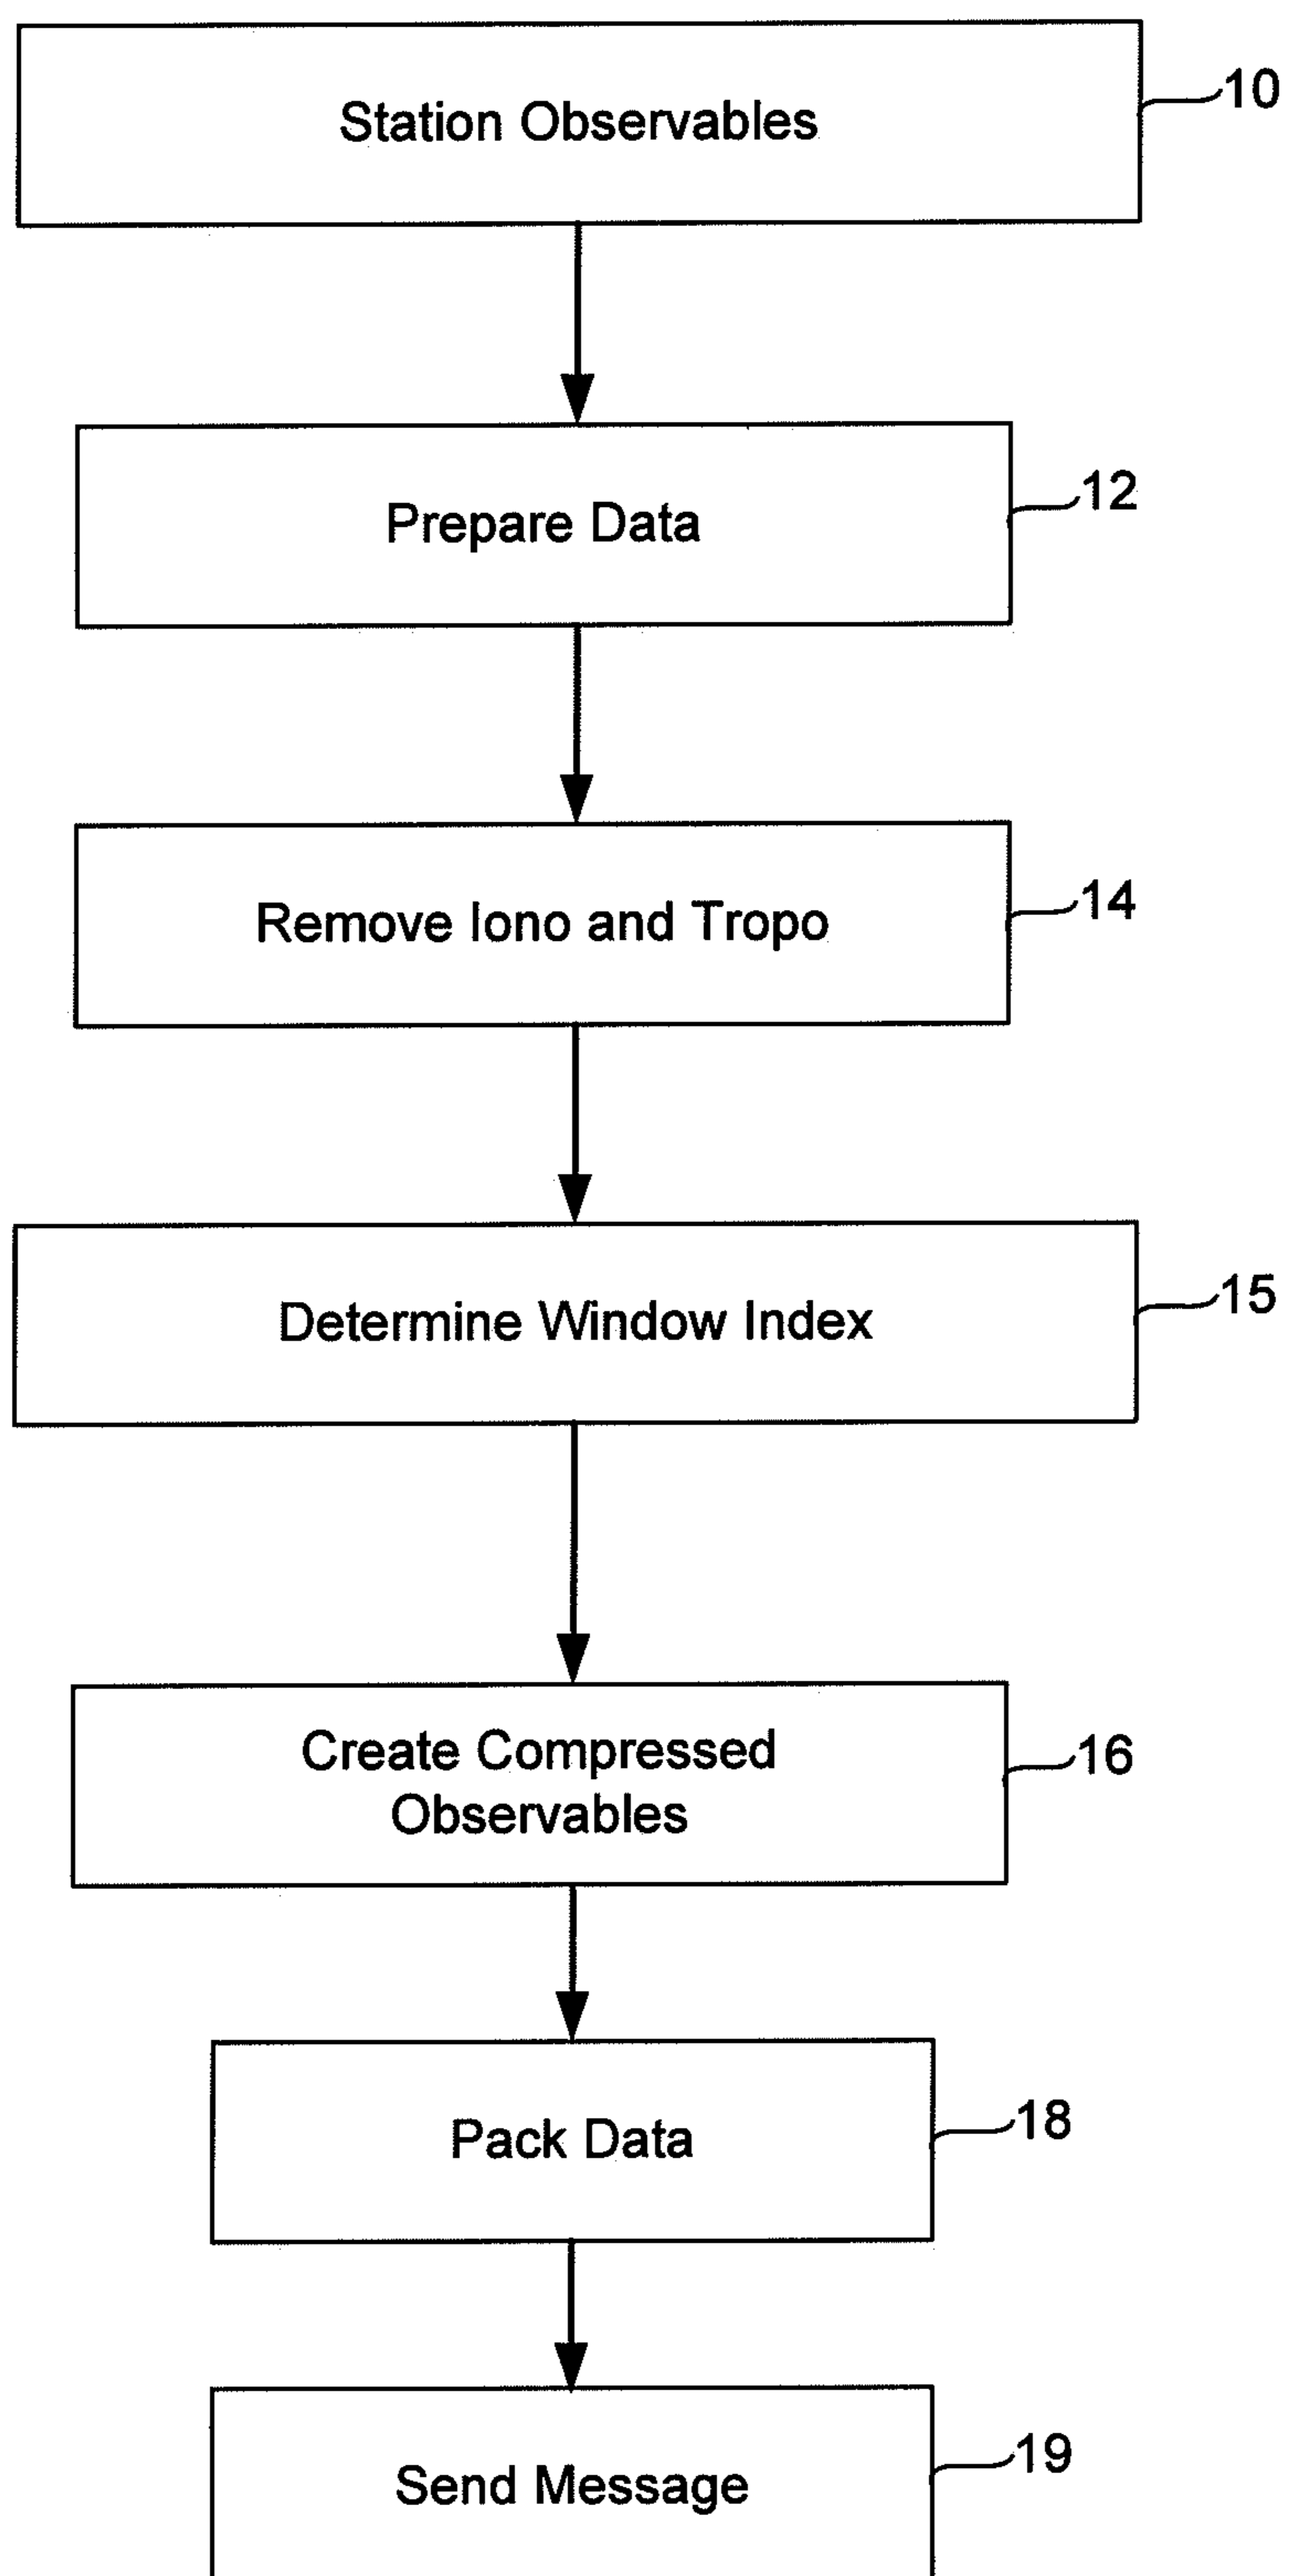 Station Observables
10
Prepare Data
12
Remove Iono and Tropo
14
Determine Window Index
15
Create Compressed
Observables
16
Pack Data
18
Send Message
19